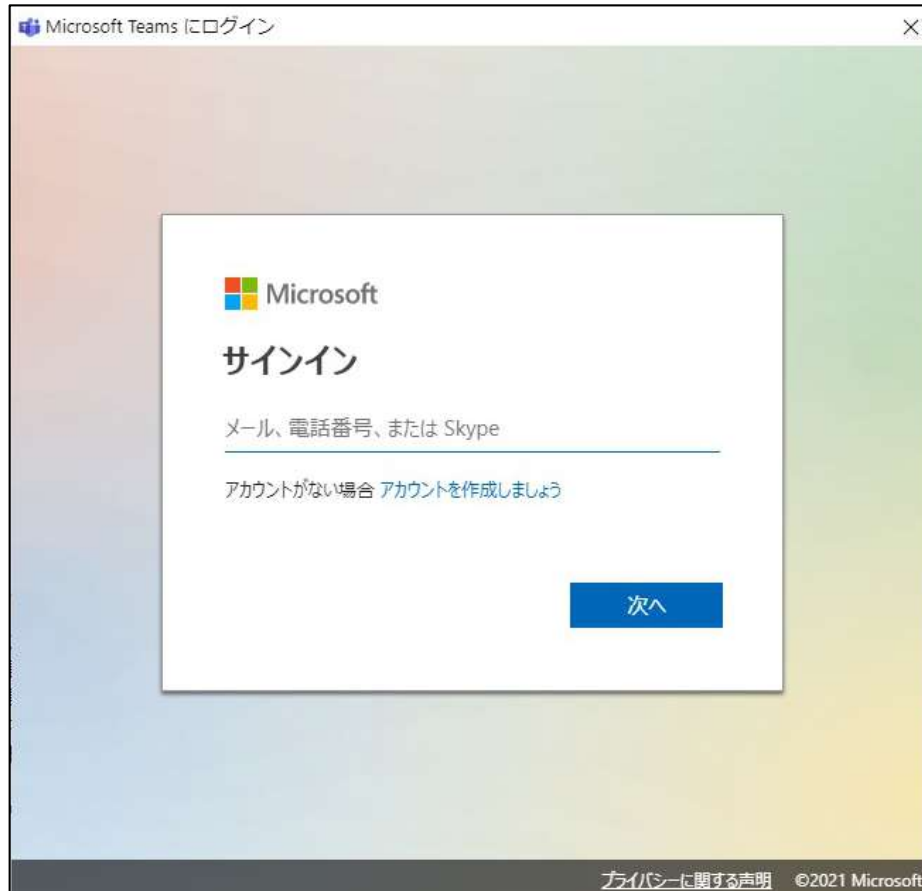 Microsoft Teams にログイン
Microsoft
サインイン
メール、電話番号、または Skype
アカウントがない場合 アカウントを作成しましょう
次へ
プライバシーに関する声明 ©2021 Microsoft